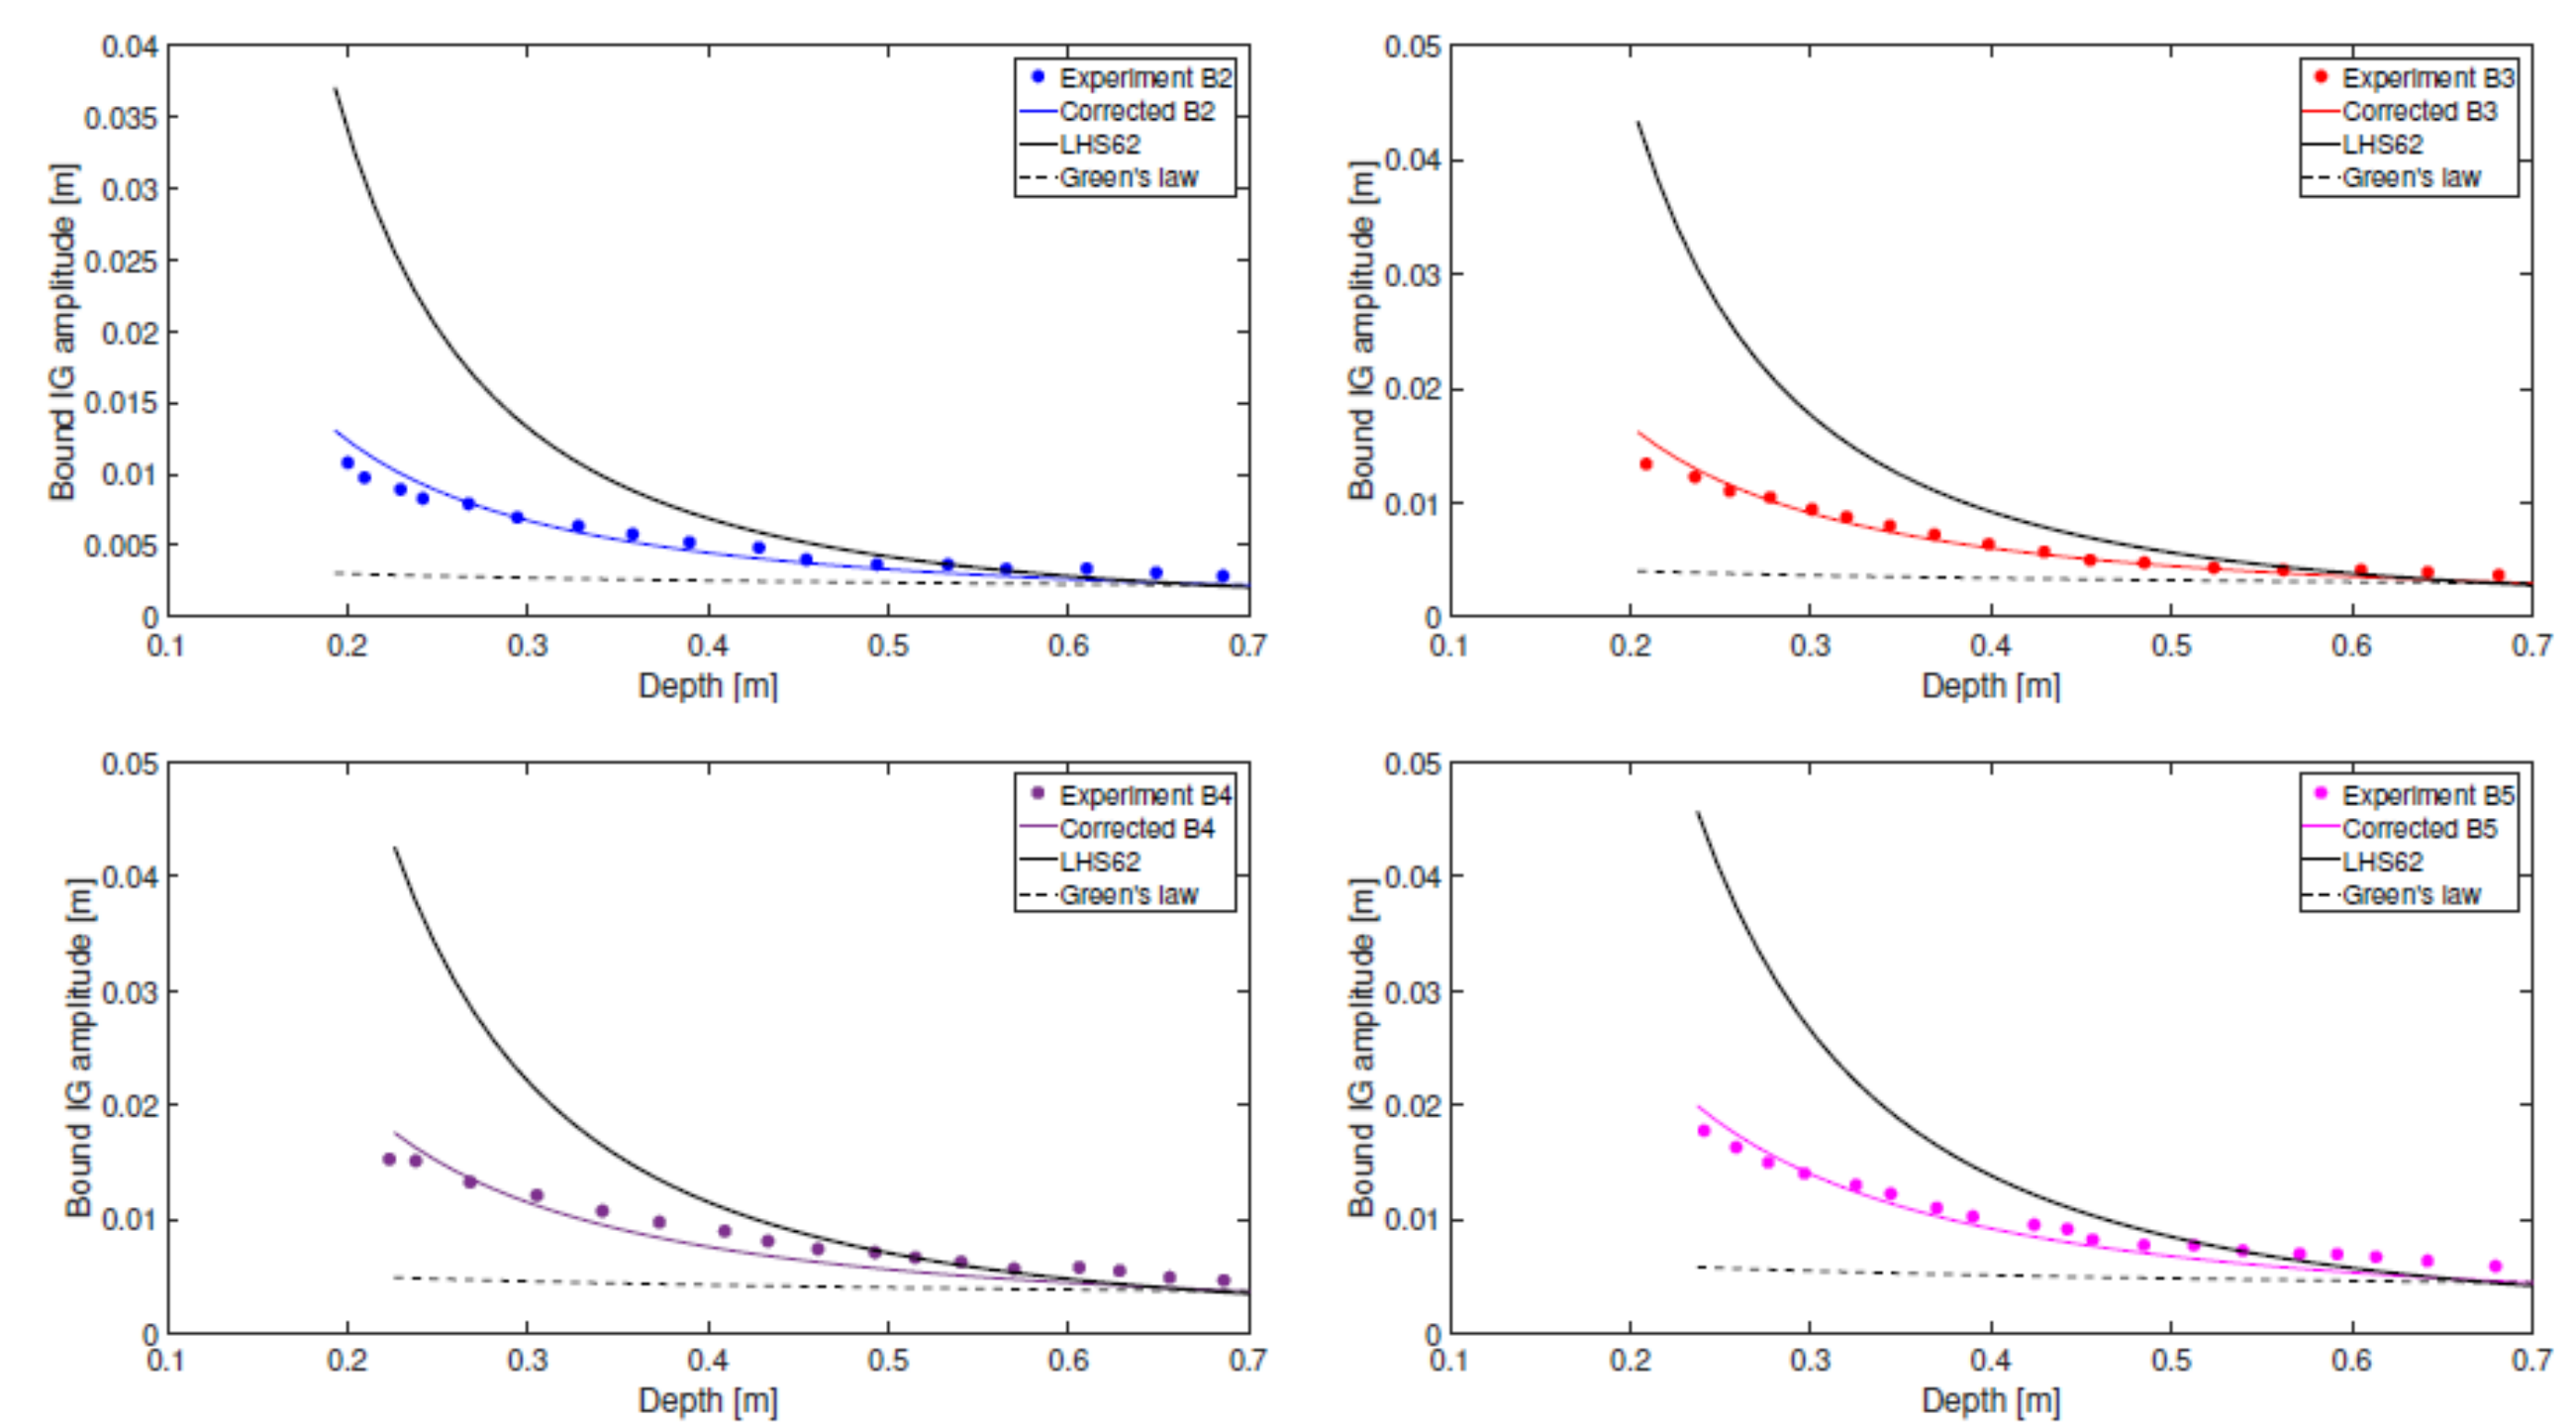 0.04
0.035
0.03
0.025
0.02
0.015
0.01
0.005
0
Bound IG amplitude [m]
0.1 0.2 0.3 0.4 0.5 0.6 0.7
Depth [m]
Experiment B2
Corrected B2
LHS62
Green's law
0.05
0.04
0.03
0.02
0.01
0
Bound IG amplitude [m]
0.1 0.2 0.3 0.4 0.5 0.6 0.7
Depth [m]
Experiment B3
Corrected B3
LHS62
Green's law
0.05
0.04
0.03
0.02
0.01
0
Bound IG amplitude [m]
0.1 0.2 0.3 0.4 0.5 0.6 0.7
Depth [m]
Experiment B4
Corrected B4
LHS62
Green's law
0.05
0.04
0.03
0.02
0.01
0
Bound IG amplitude [m]
0.1 0.2 0.3 0.4 0.5 0.6 0.7
Depth [m]
Experiment B5
Corrected B5
LHS62
Green's law